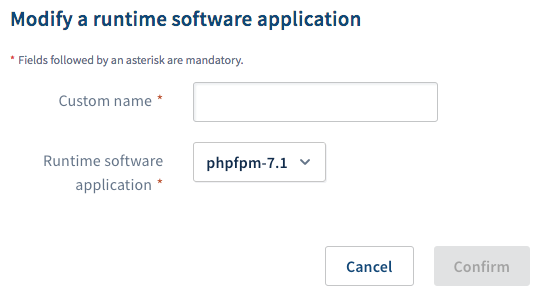 Modify a runtime software application
* Fields followed by an asterisk are mandatory.
Custom name *
Runtime software
application *
phpfpm-7.1
Cancel
Confirm